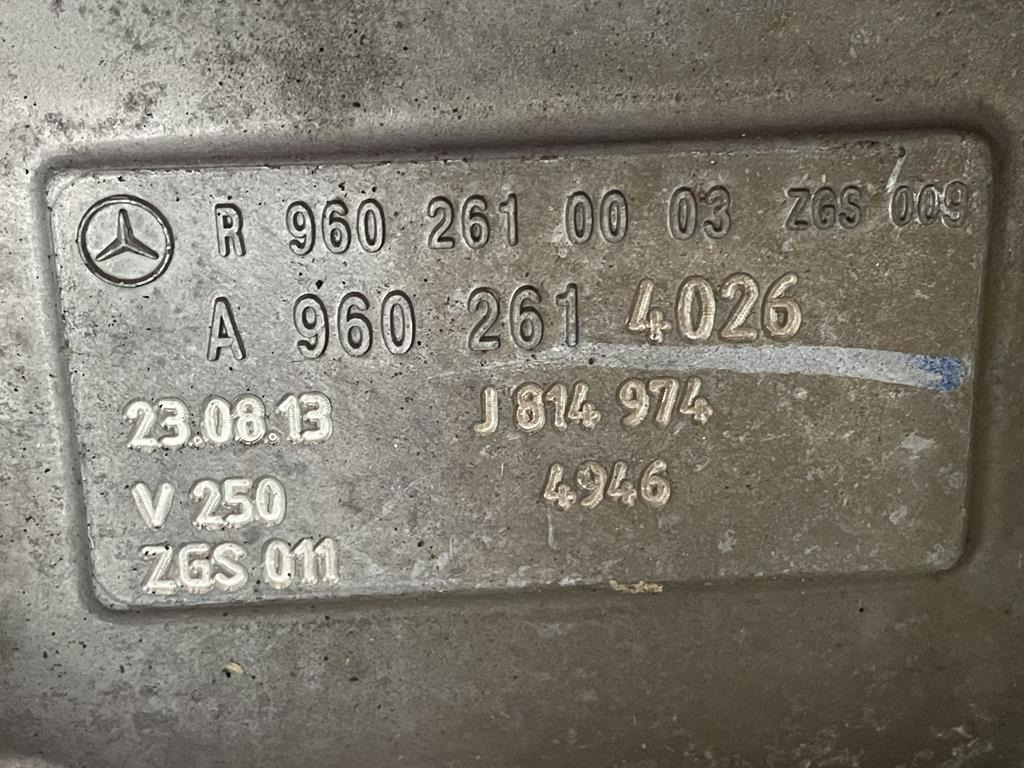 R 960 261 00 03 ZGS 009
A 960 261 4026
23.08.13 J 814 974
V 250 4946
ZGS 011